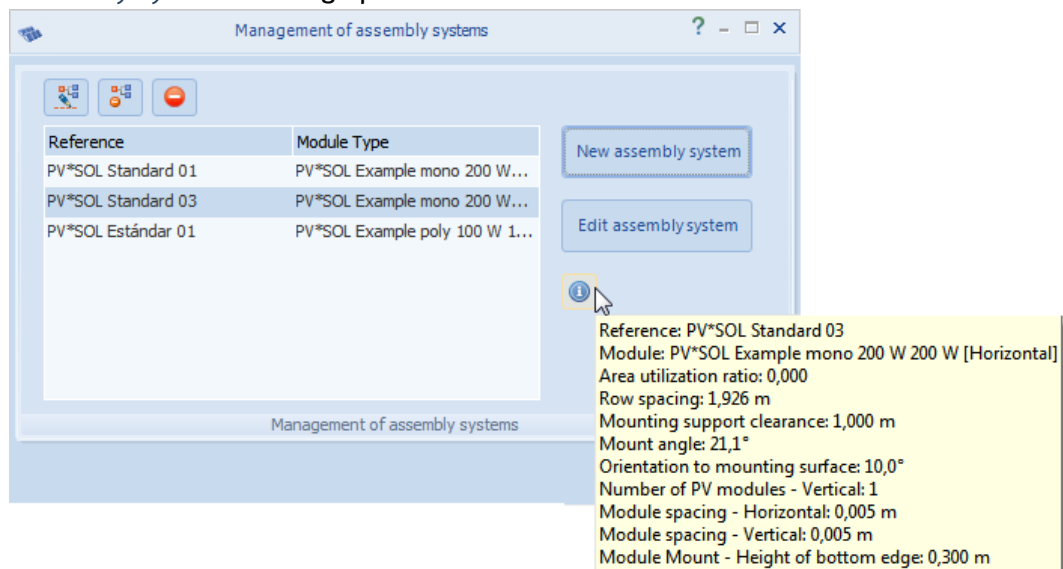 Management of assembly systems
?
Reference Module Type
PV*SOL Standard 01 PV*SOL Example mono 200 W...
PV*SOL Standard 03 PV*SOL Example mono 200 W...
PV*SOL Estándar 01 PV*SOL Example poly 100 W 1...
New assembly system
Edit assembly system
Reference: PV*SOL Standard 03
Module: PV*SOL Example mono 200 W 200 W [Horizontal]
Area utilization ratio: 0,000
Row spacing: 1,926 m
Mounting support clearance: 1,000 m
Mount angle: 21,1°
Orientation to mounting surface: 10,0°
Number of PV modules - Vertical: 1
Module spacing - Horizontal: 0,005 m
Module spacing - Vertical: 0,005 m
Module Mount - Height of bottom edge: 0,300 m
Management of assembly systems